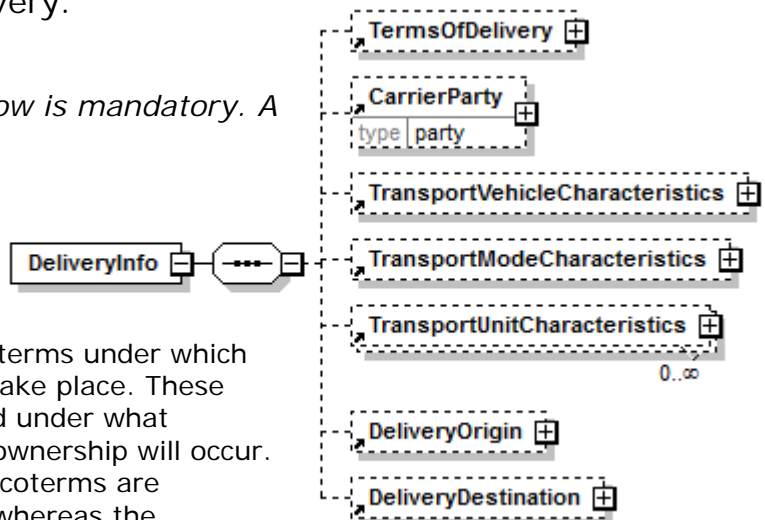 very.
ow is mandatory. A
terms under which
ake place. These
d under what
ownership will occur.
coterms are
whereas the
DeliveryInfo
TermsOfDelivery
CarrierParty
type party
TransportVehicleCharacteristics
TransportModeCharacteristics
TransportUnitCharacteristics
0..∞
DeliveryOrigin
DeliveryDestination